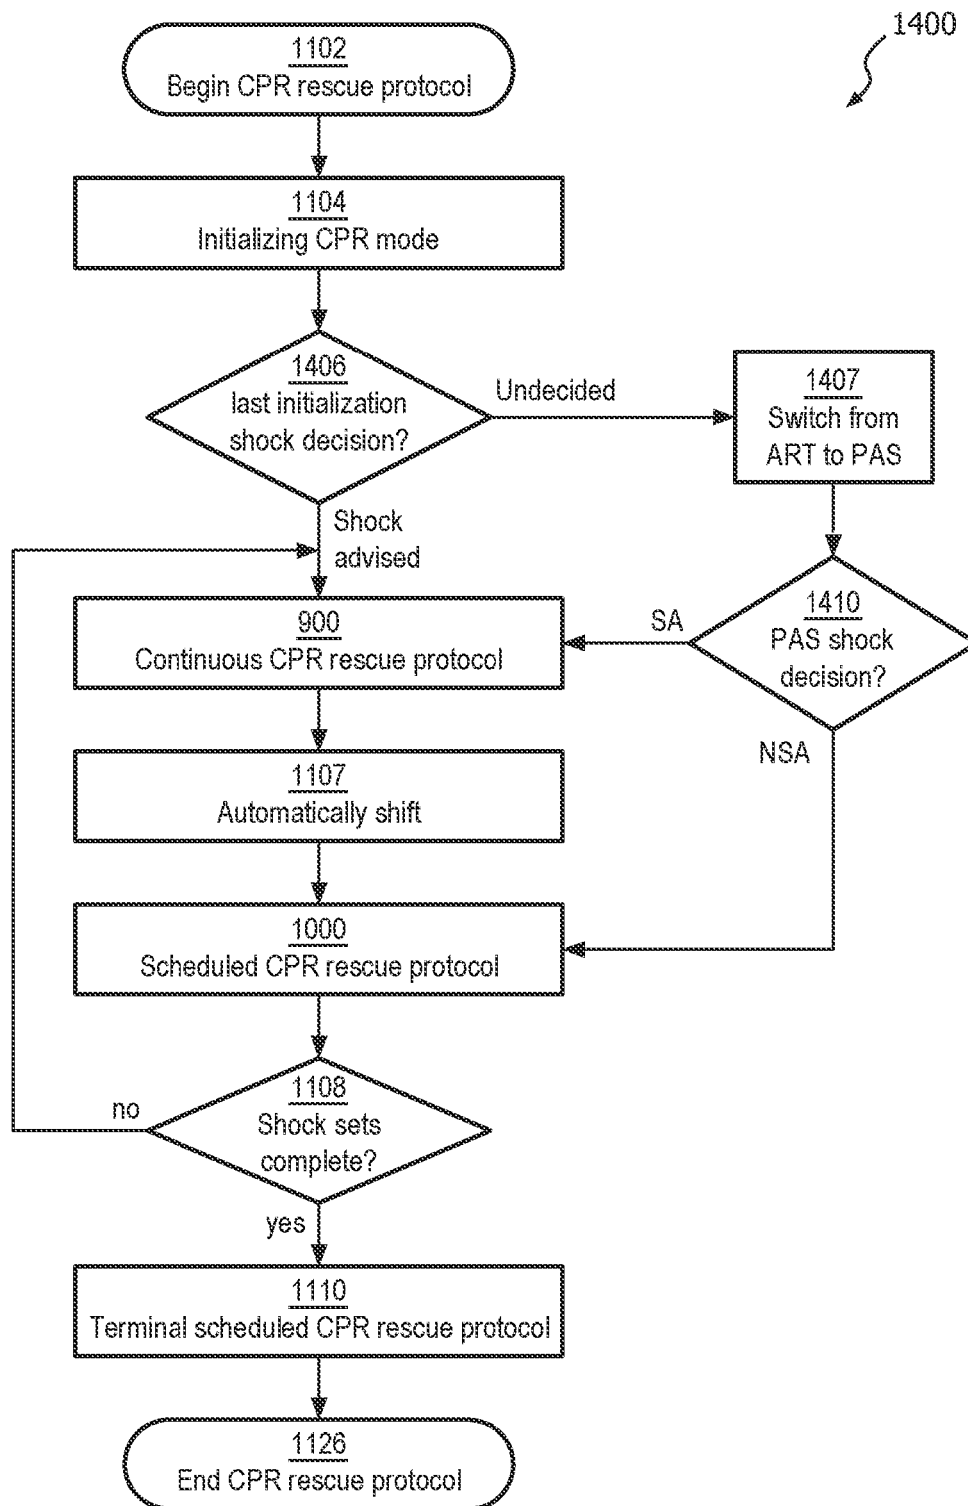 1400
1102
Begin CPR rescue protocol
1104
Initializing CPR mode
1406
last initialization
shock decision?
Undecided
1407
Switch from
ART to PAS
Shock
advised
900
Continuous CPR rescue protocol
SA
1410
PAS shock
decision?
NSA
1107
Automatically shift
1000
Scheduled CPR rescue protocol
1108
Shock sets
complete?
no
yes
1110
Terminal scheduled CPR rescue protocol
1126
End CPR rescue protocol